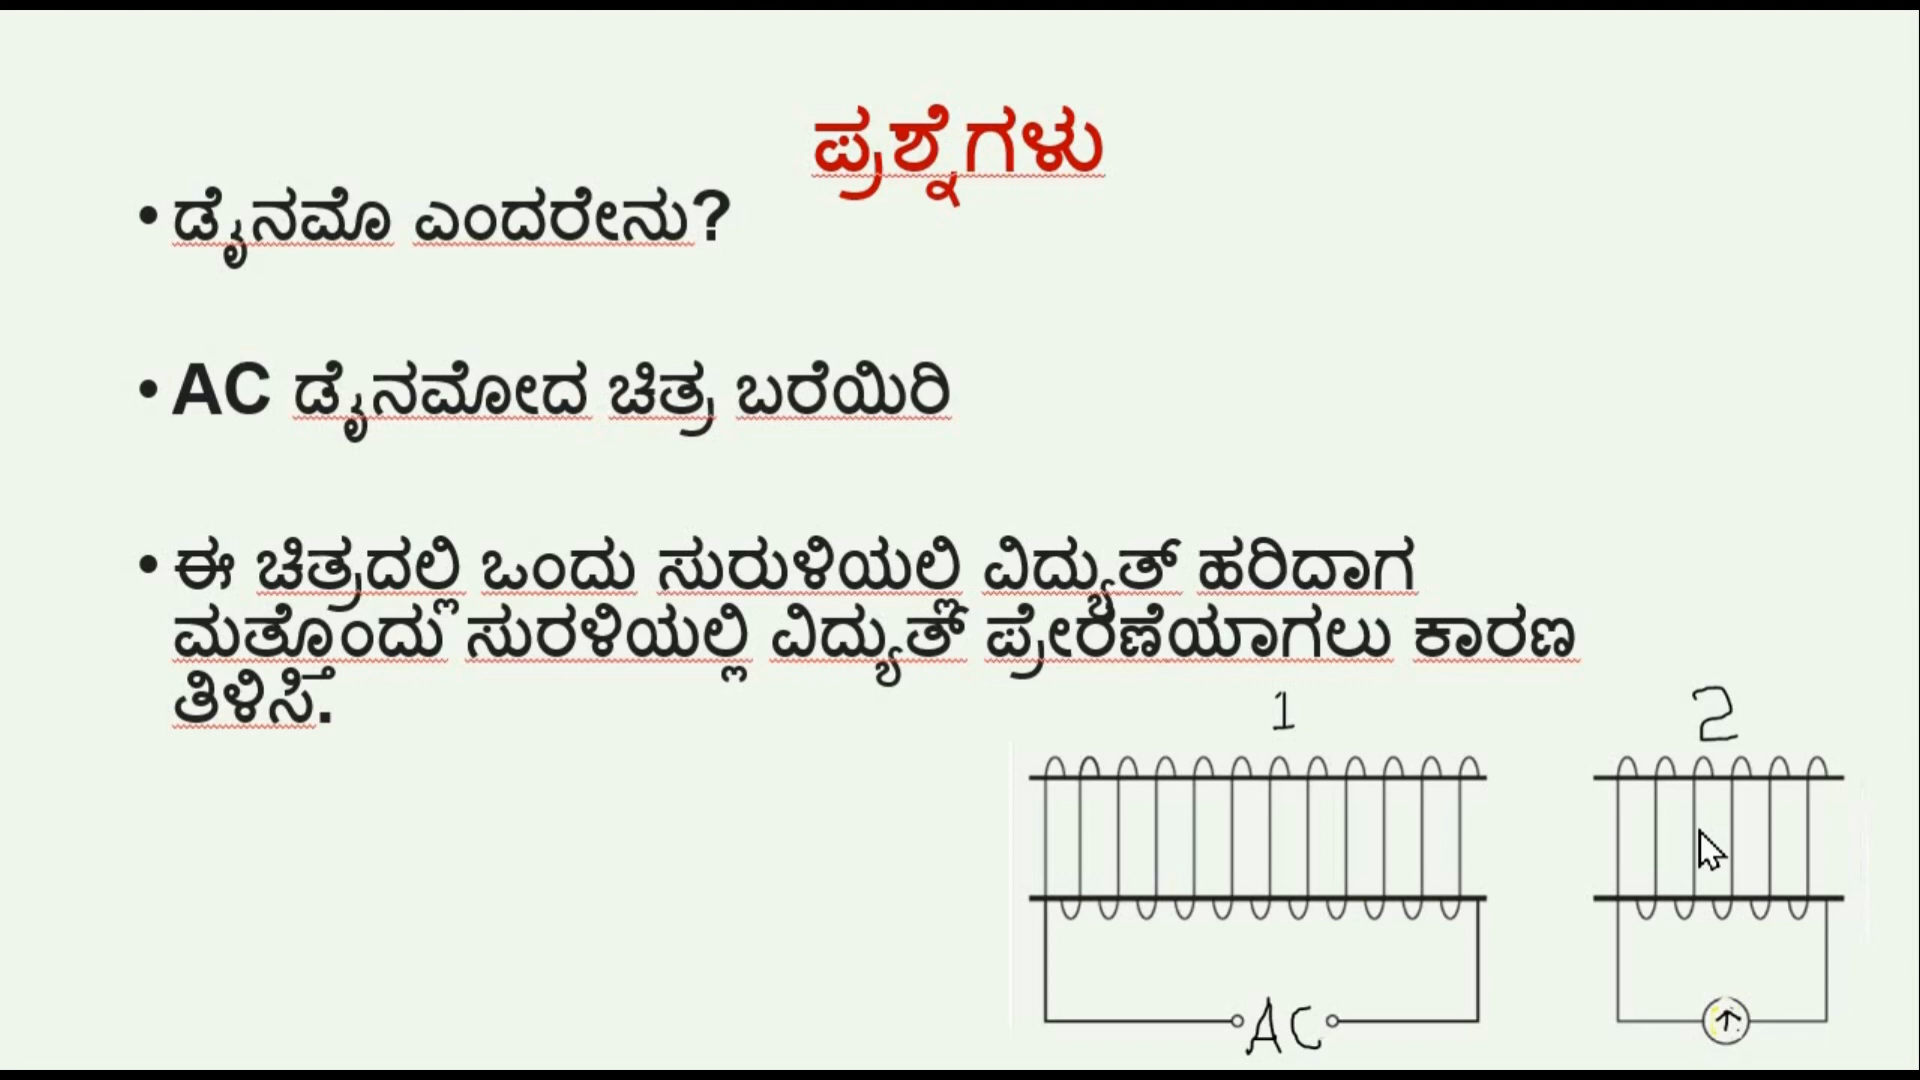 ಪ್ರಶ್ನೆಗಳು
• ಡೈನಮೊ ಎಂದರೇನು?
• AC ಡೈನಮೋದ ಚಿತ್ರ ಬರೆಯಿರಿ
• ಈ ಚಿತ್ರದಲ್ಲಿ ಒಂದು ಸುರುಳಿಯಲ್ಲಿ ವಿದ್ಯುತ್ ಹರಿದಾಗ
ಮತ್ತೊಂದು ಸುರಳಿಯಲ್ಲಿ ವಿದ್ಯುತ್ ಪ್ರೇರಣೆಯಾಗಲು ಕಾರಣ
ತಿಳಿಸಿ.
1
2
AC